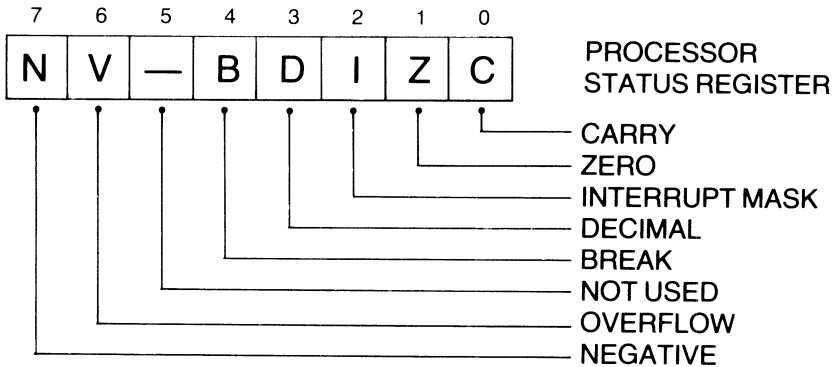 7 6 5 4 3 2 1 0
N V — B D I Z C
PROCESSOR
STATUS REGISTER
CARRY
ZERO
INTERRUPT MASK
DECIMAL
BREAK
NOT USED
OVERFLOW
NEGATIVE